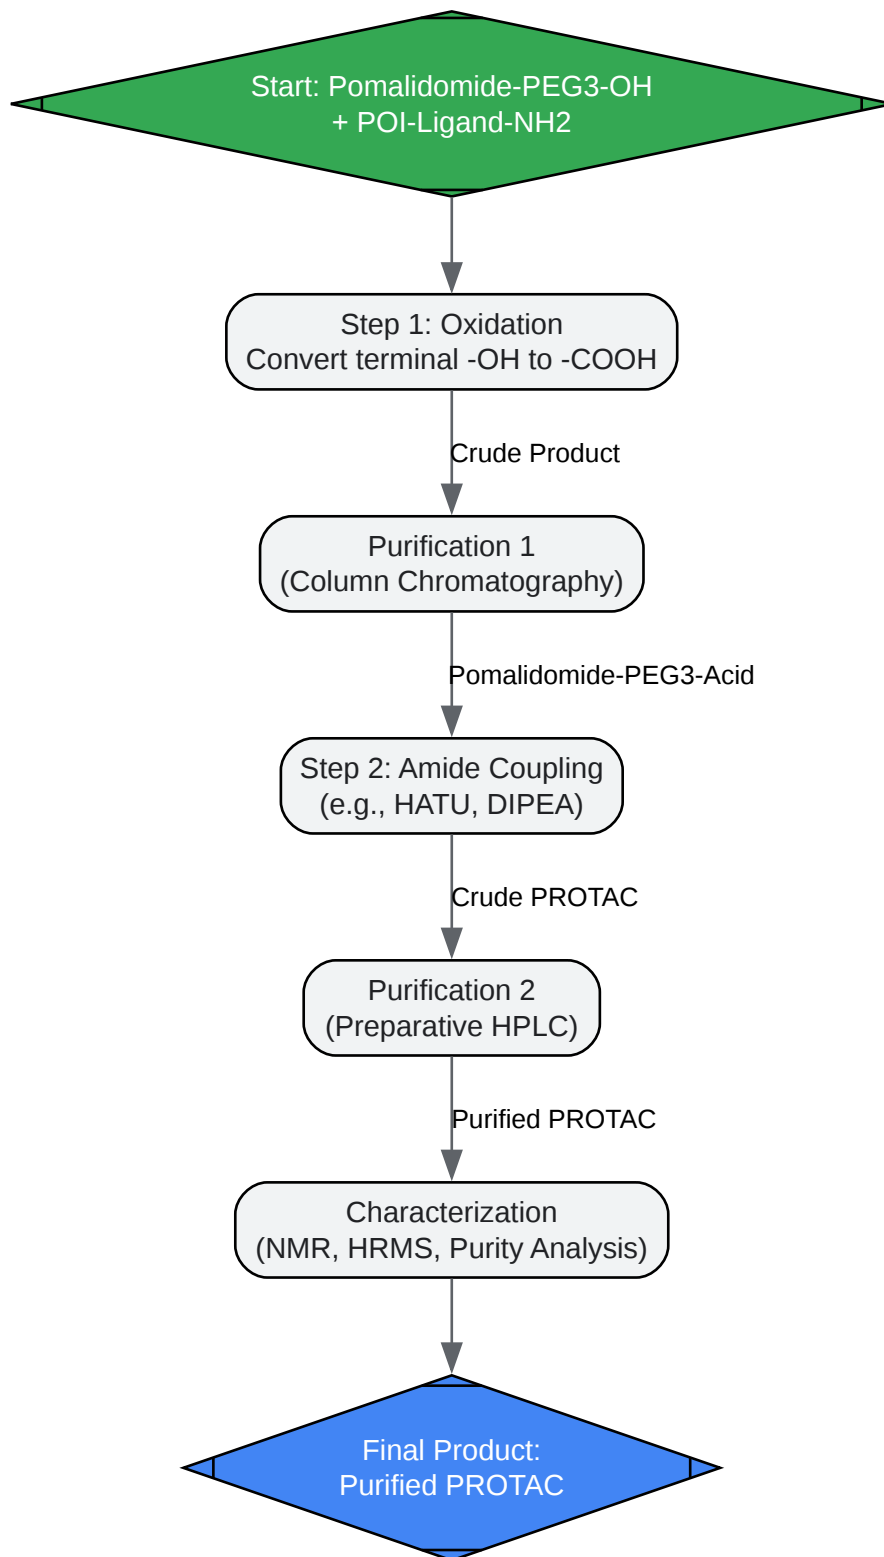 Start: Pomalidomide-PEG3-OH
+ POI-Ligand-NH2
Step 1: Oxidation
Convert terminal -OH to -COOH
Crude Product
Purification 1
(Column Chromatography)
Pomalidomide-PEG3-Acid
Step 2: Amide Coupling
(e.g., HATU, DIPEA)
Crude PROTAC
Purification 2
(Preparative HPLC)
Purified PROTAC
Characterization
(NMR, HRMS, Purity Analysis)
Final Product:
Purified PROTAC